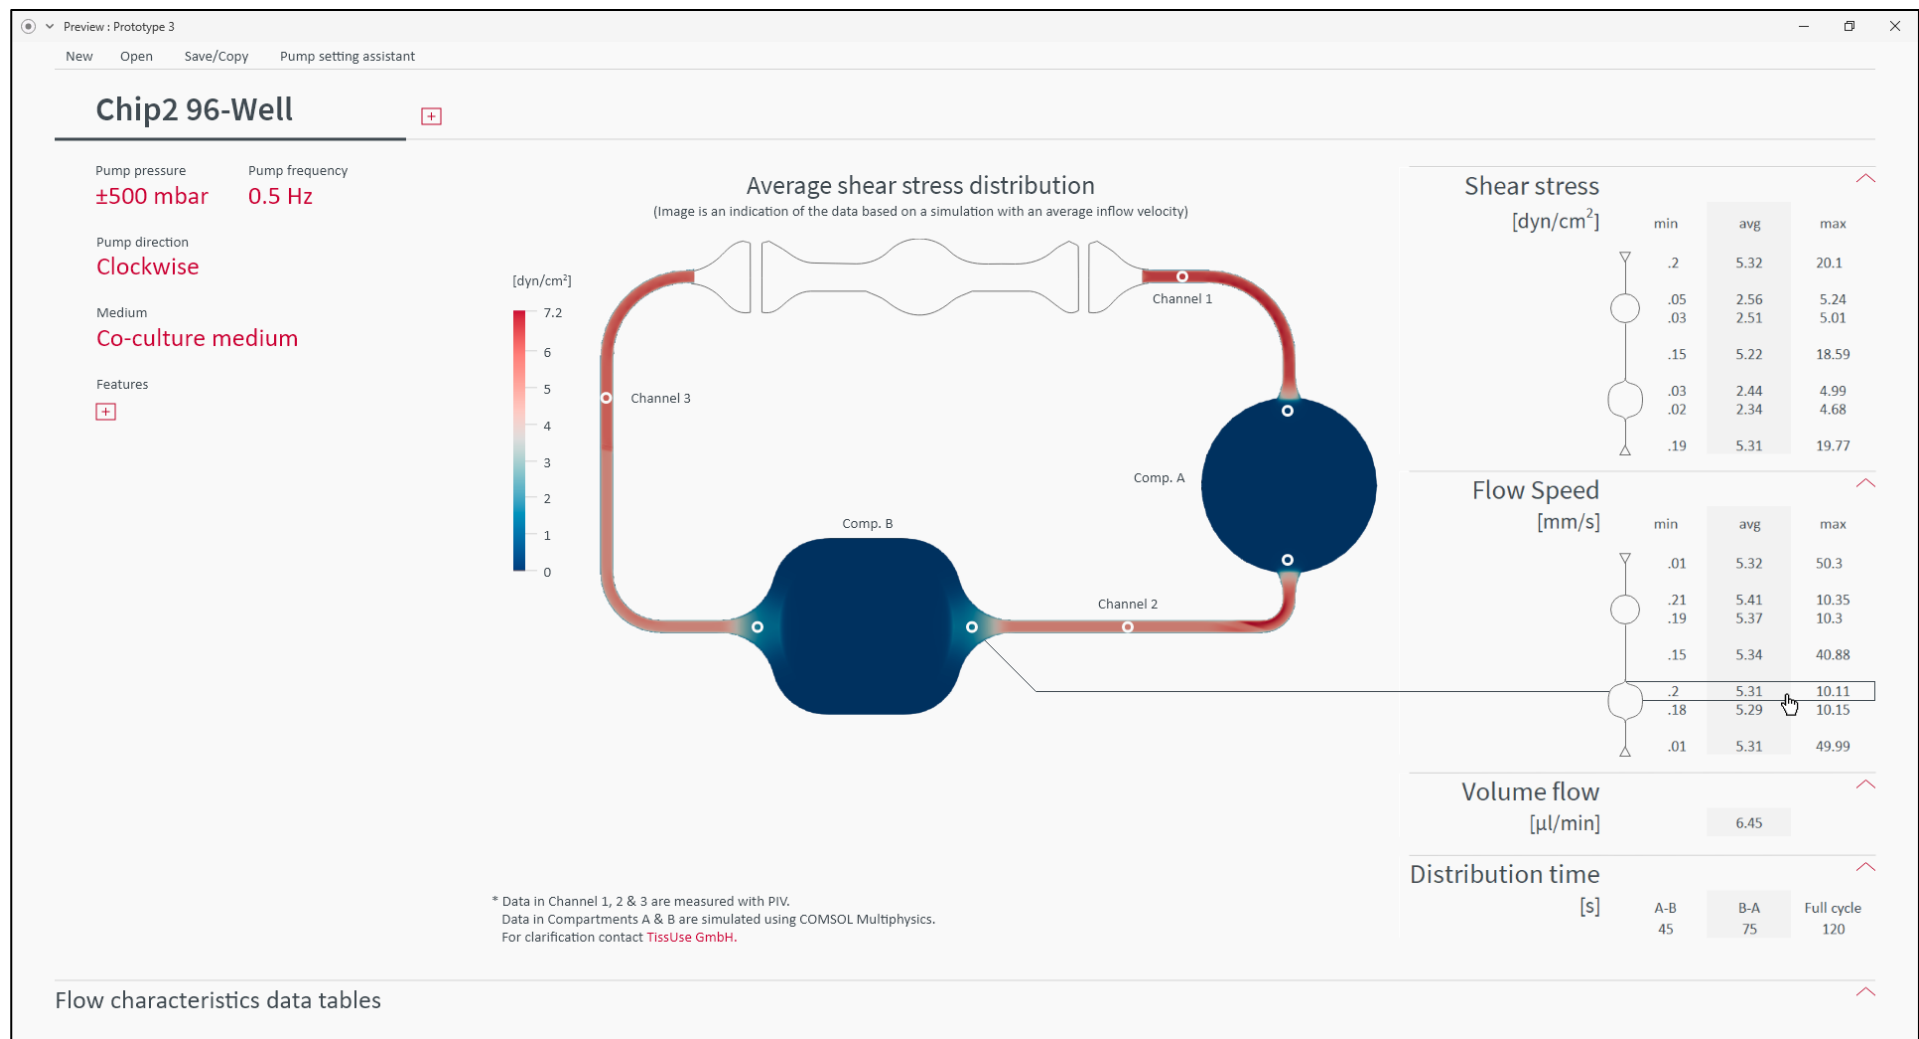 Preview : Prototype 3
New Open Save/Copy Pump setting assistant
Chip2 96-Well
Pump pressure Pump frequency
±500 mbar 0.5 Hz
Pump direction
Clockwise
Medium
Co-culture medium
Features
Average shear stress distribution
(Image is an indication of the data based on a simulation with an average inflow velocity)
[dyn/cm²]
7.2
6
5
4
3
2
1
0
Channel 1
Channel 3
Comp. A
Comp. B
Channel 2
* Data in Channel 1, 2 & 3 are measured with PIV.
Data in Compartments A & B are simulated using COMSOL Multiphysics.
For clarification contact TissUse GmbH.
Shear stress
[dyn/cm²] min avg max
.2 5.32 20.1
.05 2.56 5.24
.03 2.51 5.01
.15 5.22 18.59
.03 2.44 4.99
.02 2.34 4.68
.19 5.31 19.77
Flow Speed
[mm/s] min avg max
.01 5.32 50.3
.21 5.41 10.35
.19 5.37 10.3
.15 5.34 40.88
.2 5.31 10.11
.18 5.29 10.15
.01 5.31 49.99
Volume flow
[µl/min] 6.45
Distribution time
[s] A-B B-A Full cycle
45 75 120
Flow characteristics data tables